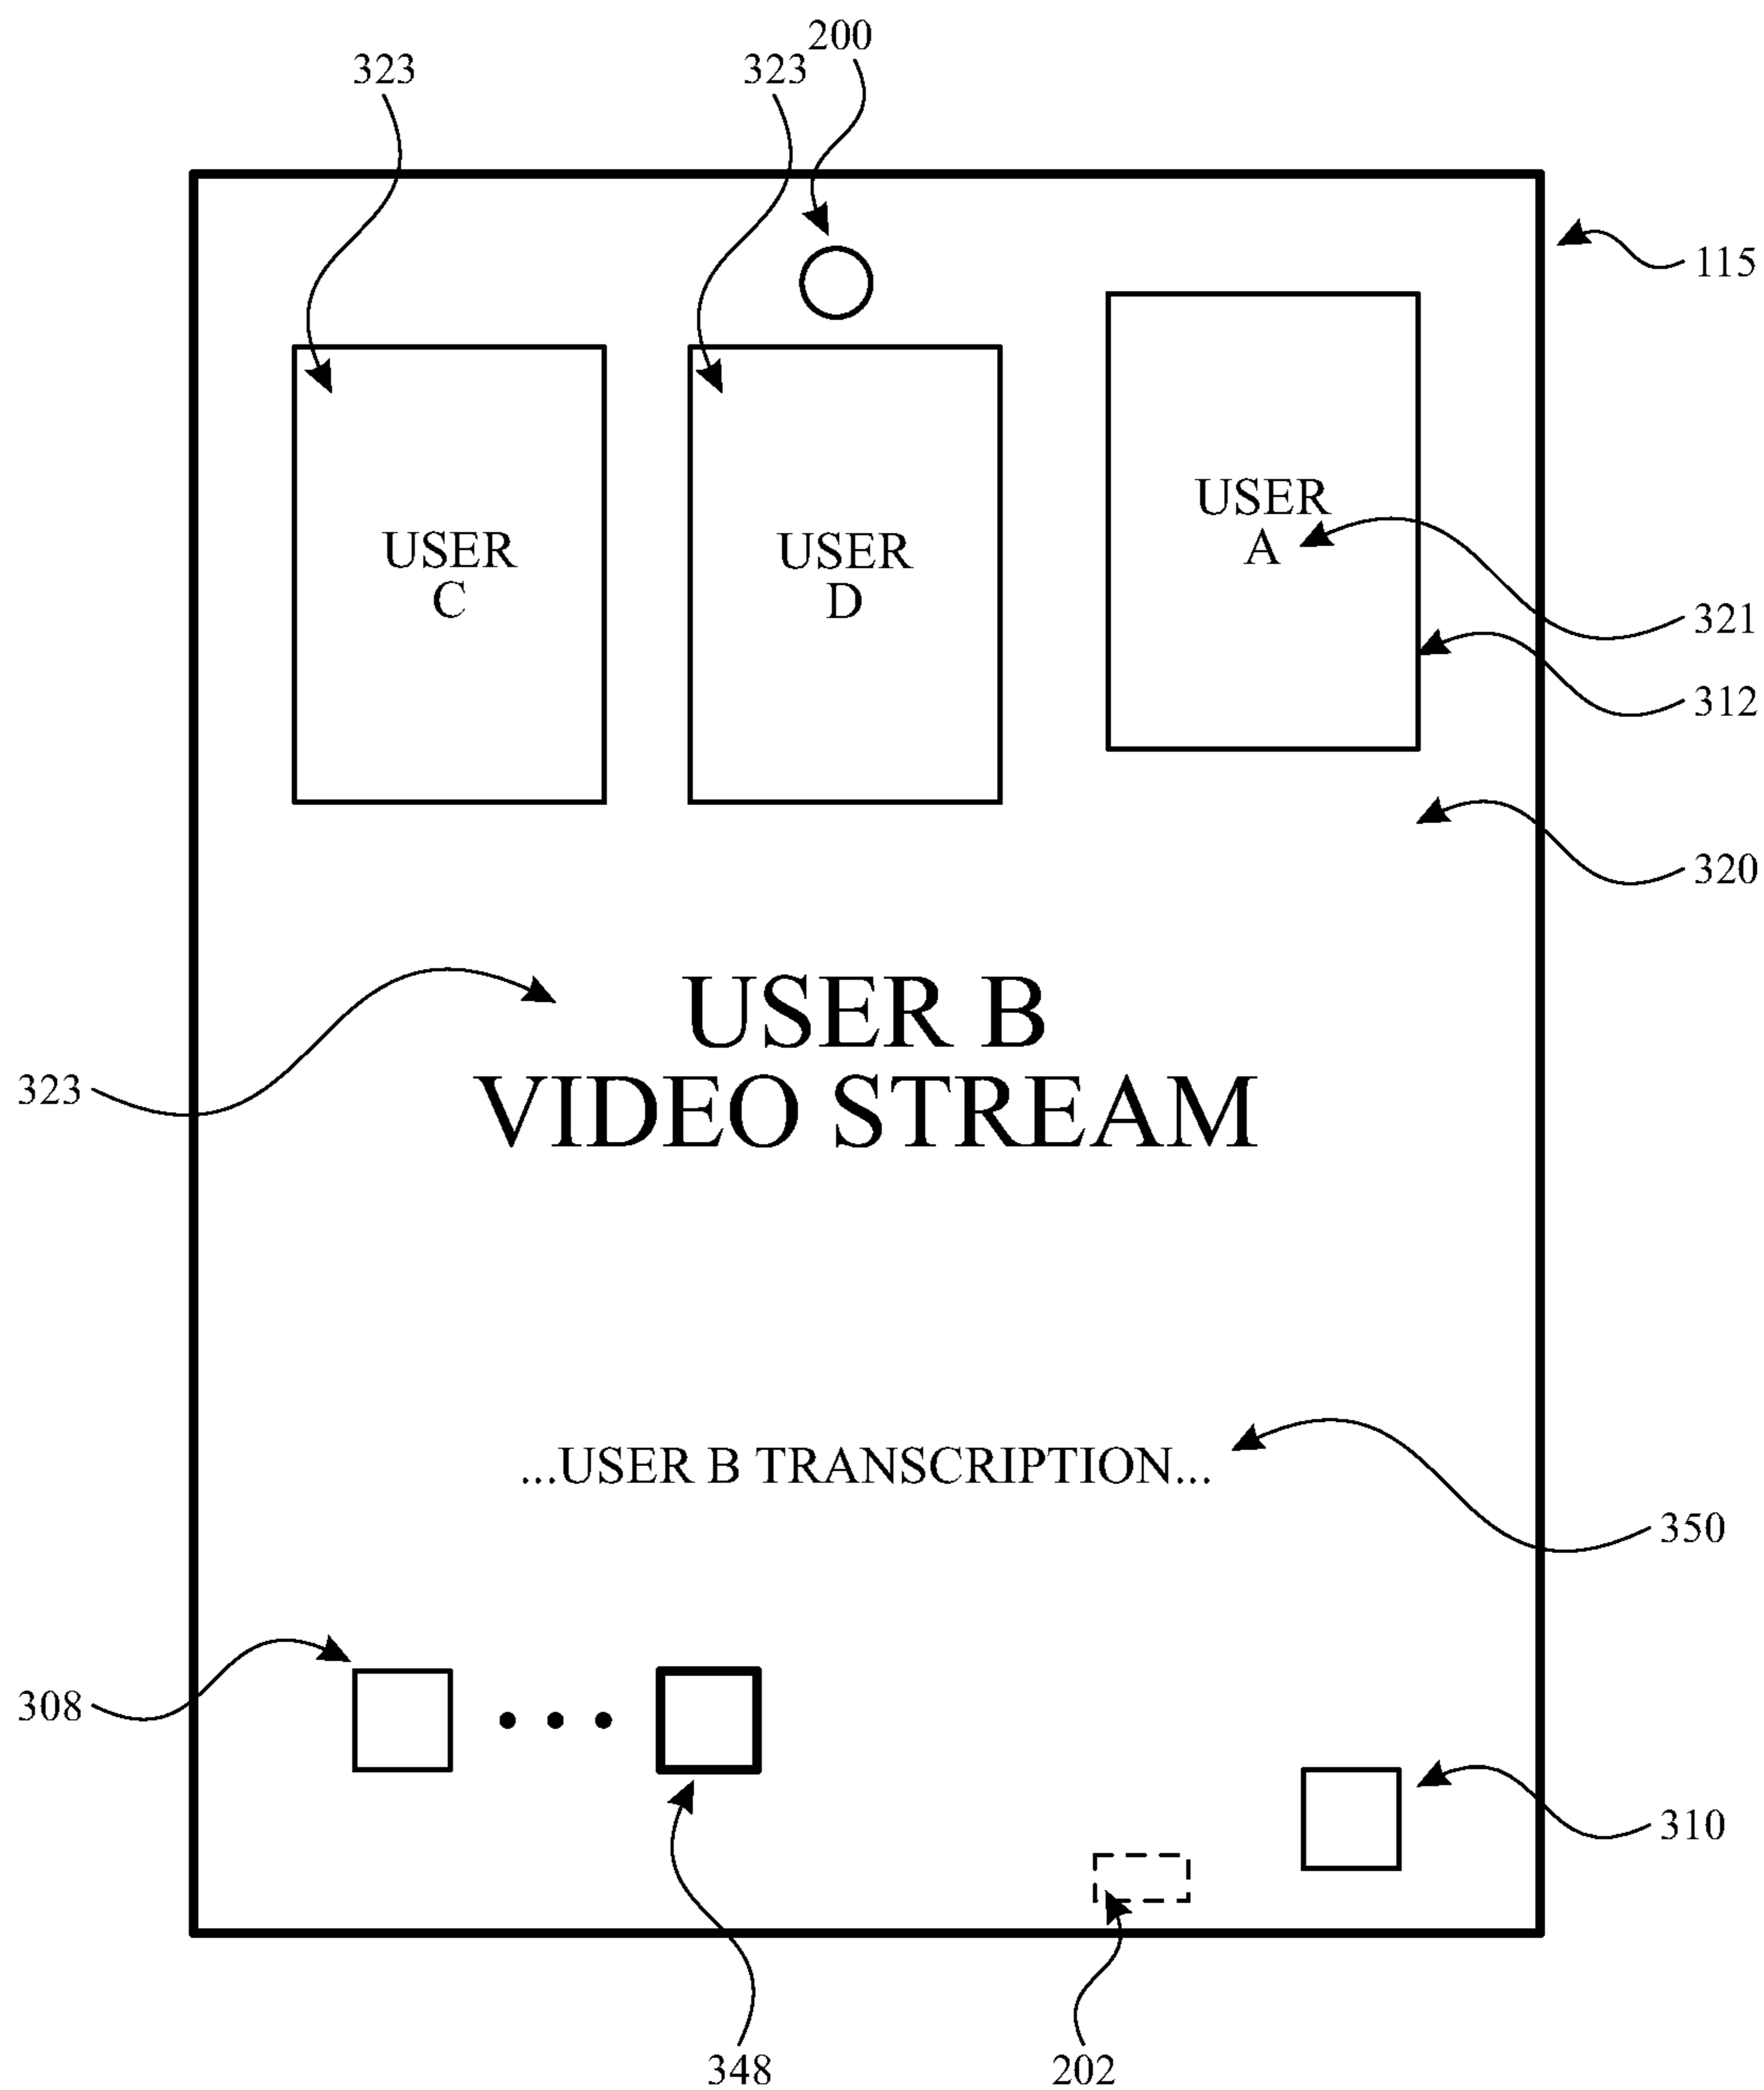 200
323
323
115
USER
C
USER
D
USER
A
321
312
320
USER B
VIDEO STREAM
323
...USER B TRANSCRIPTION...
350
308
310
348
202